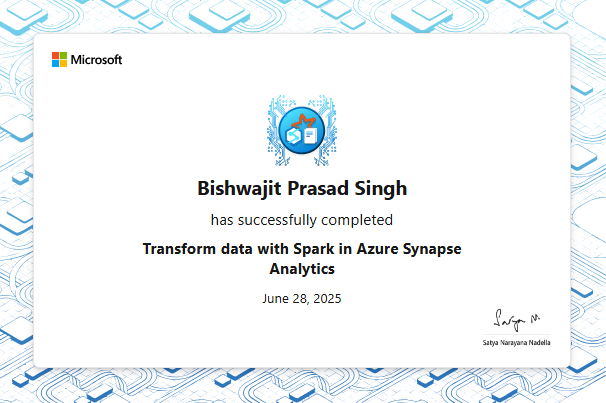 Microsoft
Bishwajit Prasad Singh
has successfully completed
Transform data with Spark in Azure Synapse
Analytics
June 28, 2025
Satya N.
Satya Narayana Nadella